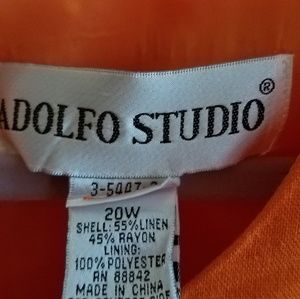 ADOLFO STUDIO®
20W
SHELL: 55% LINEN
45% RAYON
LINING:
100% POLYESTER
RN 88842
MADE IN CHINA